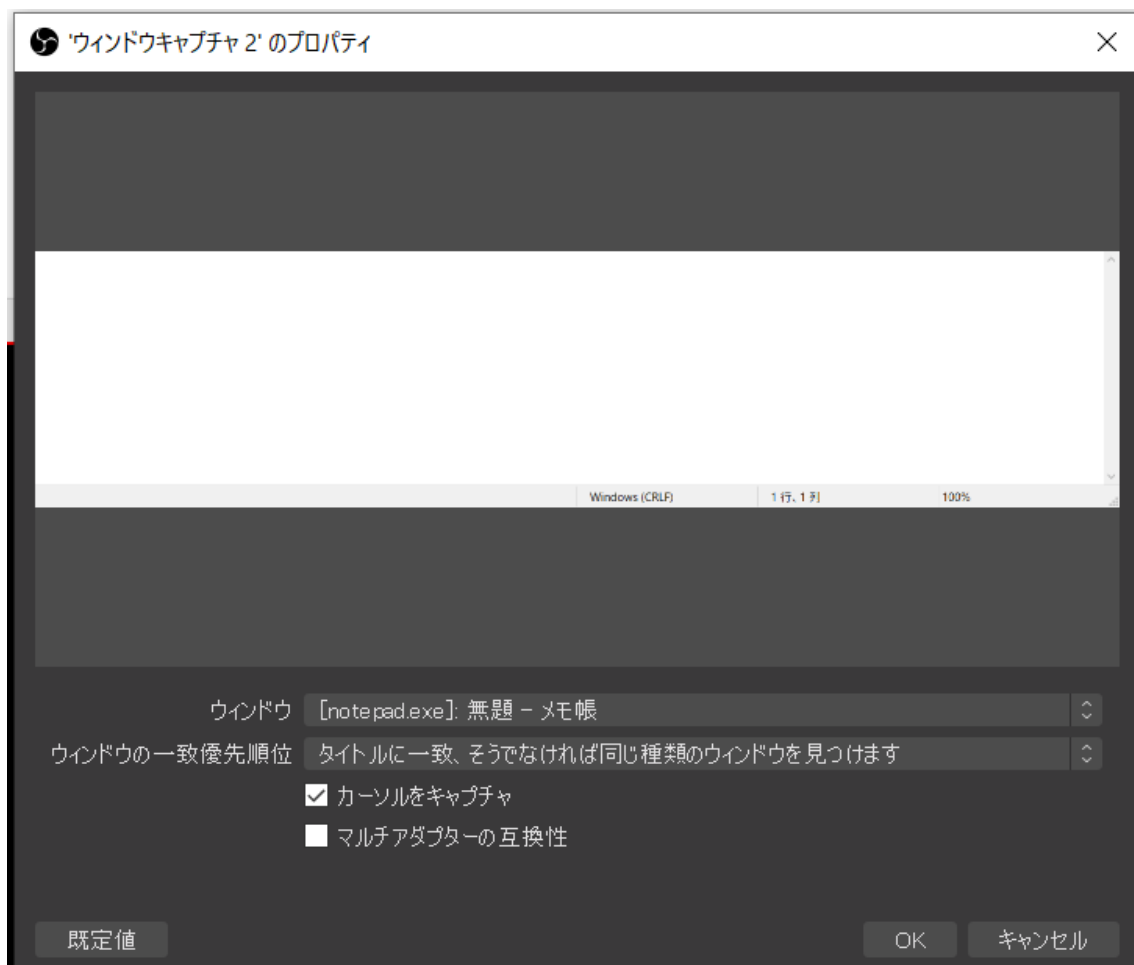 'ウィンドウキャプチャ 2' のプロパティ
Windows (CRLF) 1 行、1 列 100%
ウィンドウ [notepad.exe]: 無題 - メモ帳
ウィンドウの一致優先順位 タイトルに一致、そうでなければ同じ種類のウィンドウを見つけます
カーソルをキャプチャ
マルチアダプターの互換性
既定値 OK キャンセル